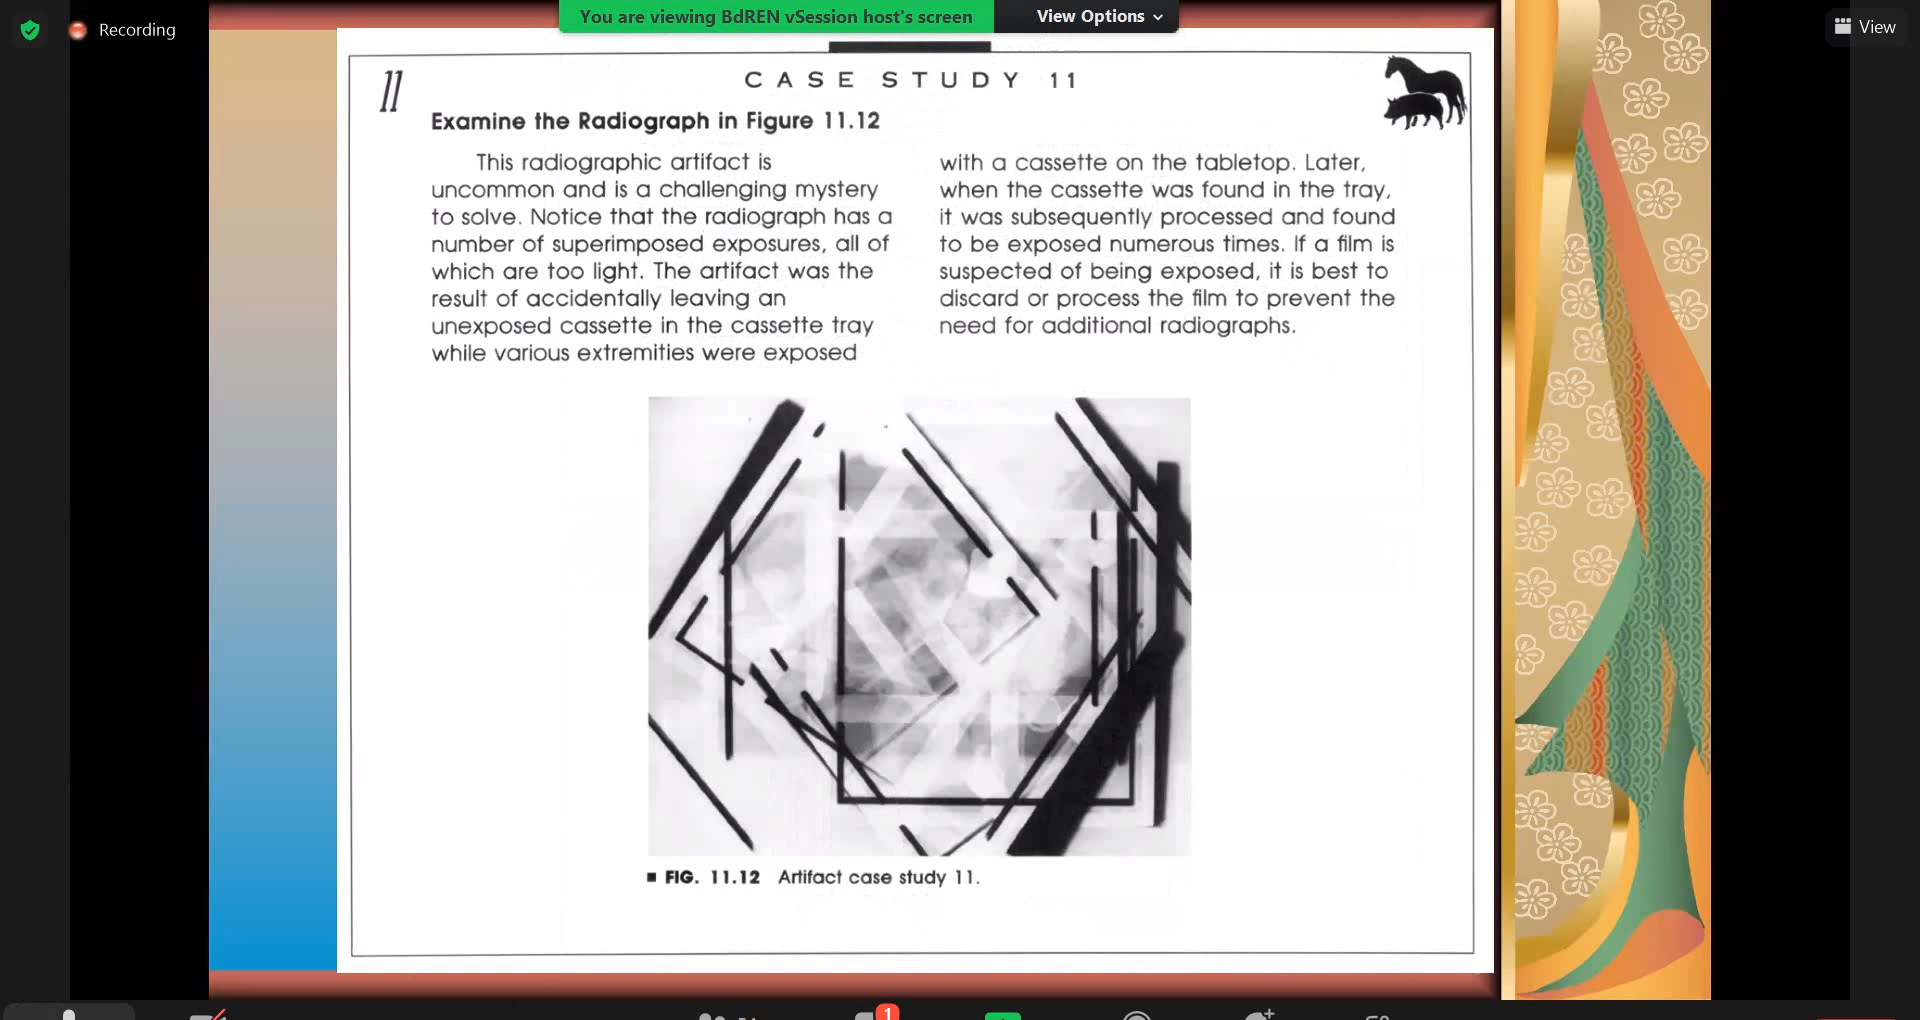 You are viewing BdREN vSession host's screen
View Options
Recording
View
11
CASE STUDY 11
Examine the Radiograph in Figure 11.12
This radiographic artifact is
uncommon and is a challenging mystery
to solve. Notice that the radiograph has a
number of superimposed exposures, all of
which are too light. The artifact was the
result of accidentally leaving an
unexposed cassette in the cassette tray
while various extremities were exposed
with a cassette on the tabletop. Later,
when the cassette was found in the tray,
it was subsequently processed and found
to be exposed numerous times. If a film is
suspected of being exposed, it is best to
discard or process the film to prevent the
need for additional radiographs.
■ FIG. 11.12 Artifact case study 11.
1